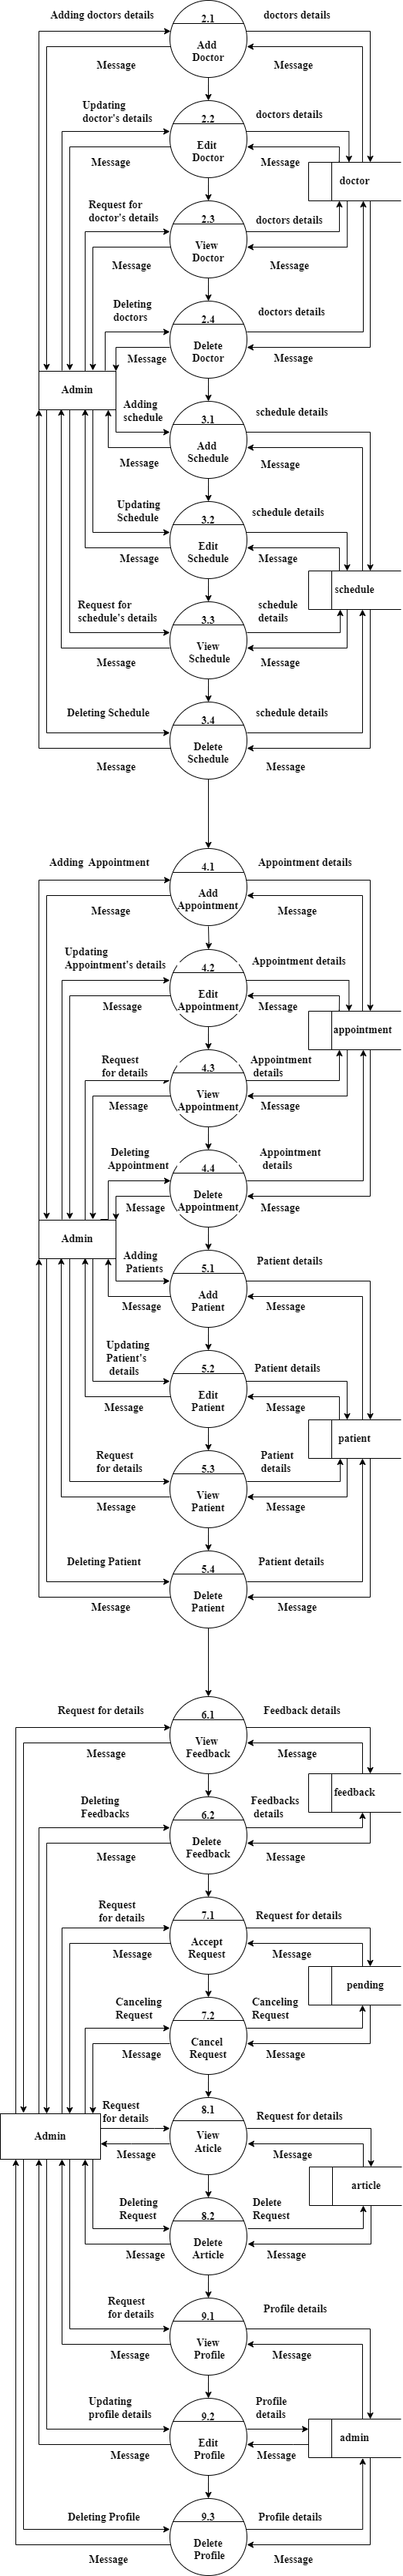 Adding doctors details
2.1
doctors details
Add
Doctor
Message
Message
Updating
doctor's details
2.2
doctors details
Edit
Doctor
Message
Message
doctor
Request for
doctor's details
2.3
doctors details
View
Doctor
Message
Message
Deleting
doctors
2.4
doctors details
Delete
Doctor
Message
Message
Admin
Adding
schedule
3.1
schedule details
Add
Schedule
Message
Message
Updating
Schedule
3.2
schedule details
Edit
Schedule
Message
Message
schedule
Request for
schedule's details
3.3
schedule
details
View
Schedule
Message
Message
Deleting Schedule
3.4
schedule details
Delete
Schedule
Message
Message
Adding Appointment
4.1
Appointment details
Add
Appointment
Message
Message
Updating
Appointment's details
4.2
Appointment details
Edit
Appointment
Message
Message
appointment
Request
for details
4.3
Appointment
details
View
Appointment
Message
Message
Deleting
Appointment
4.4
Appointment
details
Delete
Appointment
Message
Message
Admin
Adding
Patients
5.1
Patient details
Add
Patient
Message
Message
Updating
Patient's
details
5.2
Patient details
Edit
Patient
Message
Message
patient
Request
for details
5.3
Patient
details
View
Patient
Message
Message
Deleting Patient
5.4
Patient details
Delete
Patient
Message
Message
Request for details
6.1
Feedback details
View
Feedback
Message
Message
feedback
Deleting
Feedbacks
6.2
Feedbacks
details
Delete
Feedback
Message
Message
Request
for details
7.1
Request for details
Accept
Request
Message
Message
pending
Canceling
Request
7.2
Canceling
Request
Cancel
Request
Message
Message
Admin
Request
for details
8.1
Request for details
View
Aticle
Message
Message
article
Deleting
Request
8.2
Delete
Request
Delete
Article
Message
Message
Request
for details
9.1
Profile details
View
Profile
Message
Message
Updating
profile details
9.2
Profile
details
Edit
Profile
Message
Message
admin
Deleting Profile
9.3
Profile details
Delete
Profile
Message
Message